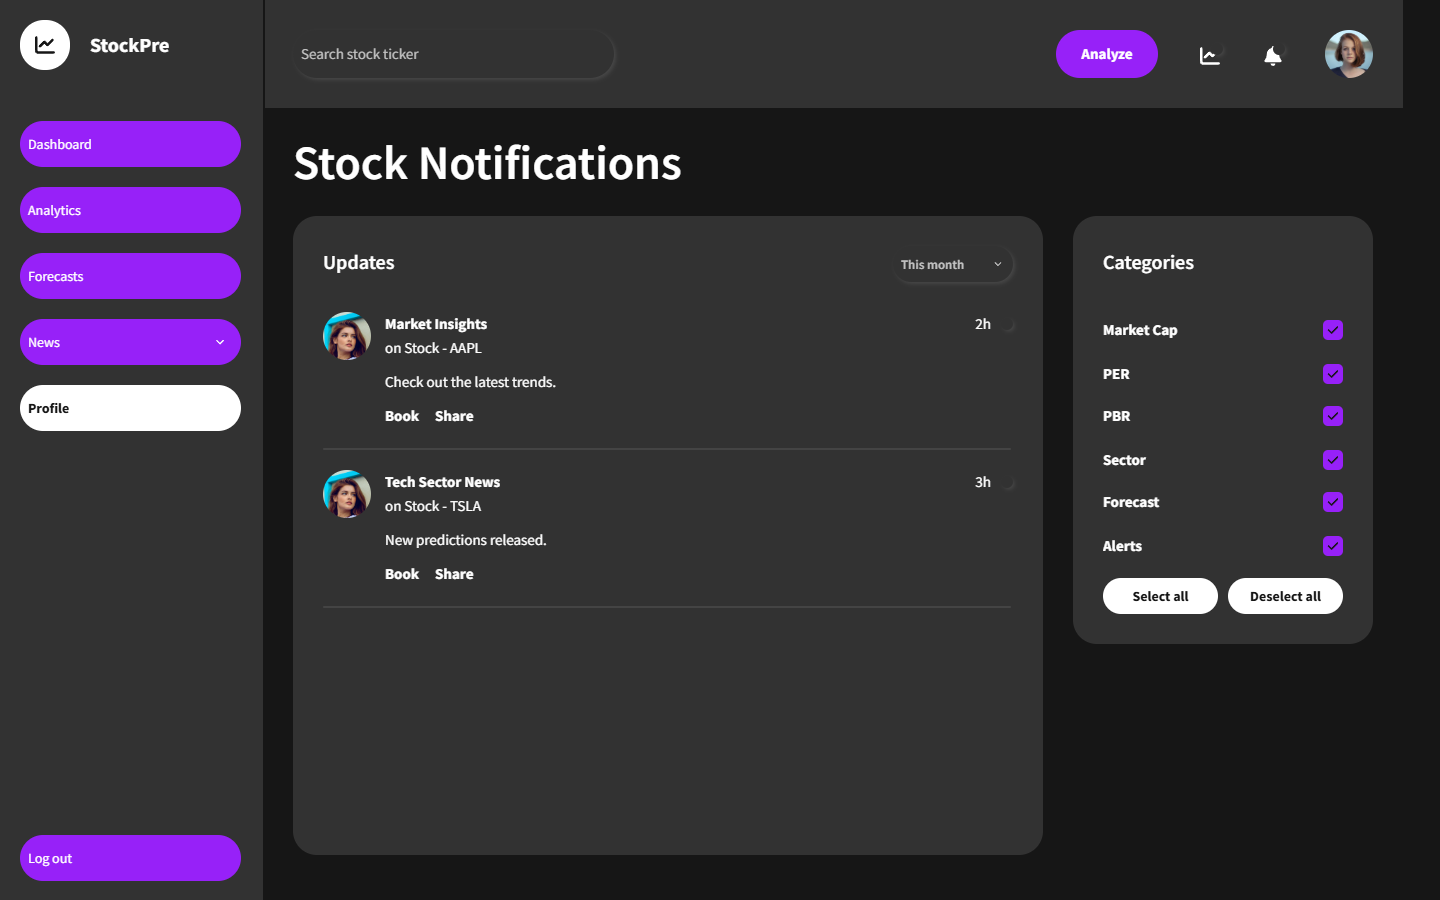 StockPre
Search stock ticker
Analyze
Dashboard
Analytics
Forecasts
News
Profile
Log out
Stock Notifications
Updates
This month
Market Insights
2h
on Stock - AAPL
Check out the latest trends.
Book Share
Tech Sector News
3h
on Stock - TSLA
New predictions released.
Book Share
Categories
Market Cap
PER
PBR
Sector
Forecast
Alerts
Select all Deselect all